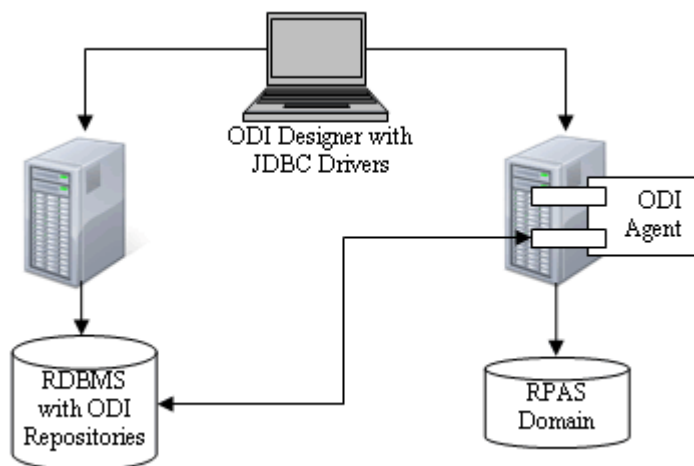 ODI Designer with
JDBC Drivers
ODI
Agent
RDBMS
with ODI
Repositories
RPAS
Domain